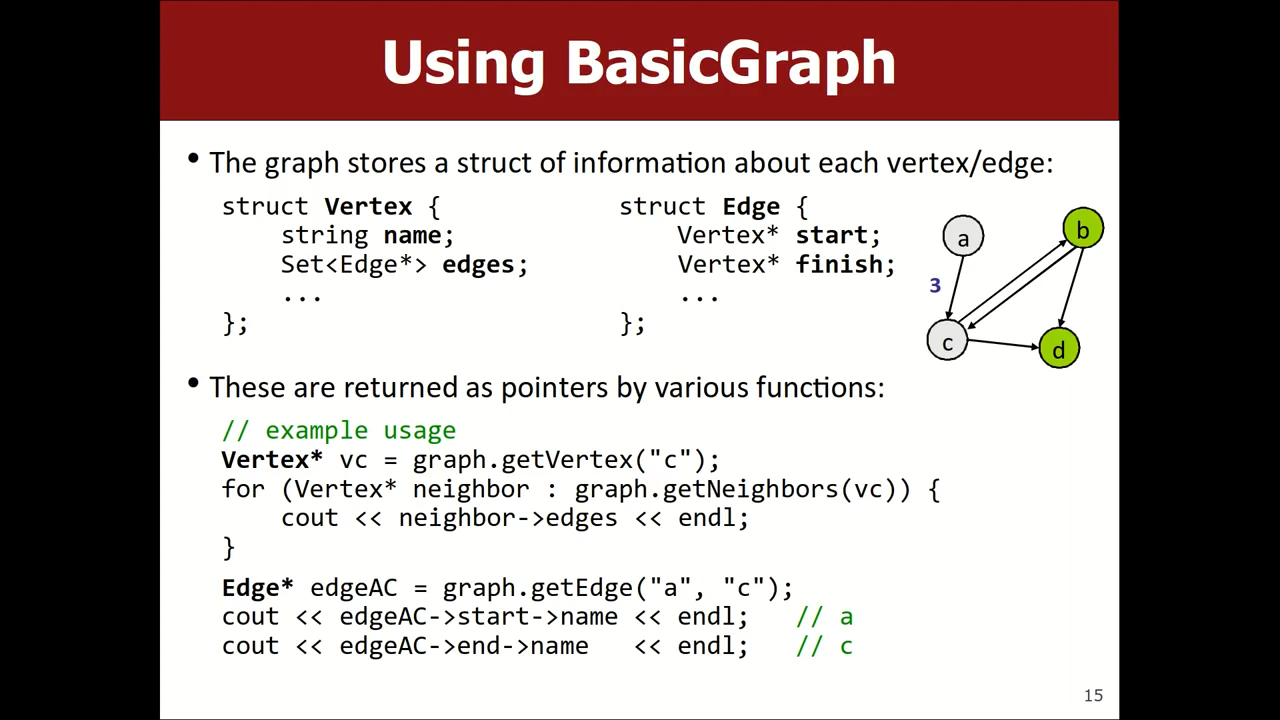 Using BasicGraph
• The graph stores a struct of information about each vertex/edge:
struct Vertex {
    string name;
    Set<Edge*> edges;
    ...
};
struct Edge {
    Vertex* start;
    Vertex* finish;
    ...
};
a
b
3
c
d
• These are returned as pointers by various functions:
// example usage
Vertex* vc = graph.getVertex("c");
for (Vertex* neighbor : graph.getNeighbors(vc)) {
    cout << neighbor->edges << endl;
}
Edge* edgeAC = graph.getEdge("a", "c");
cout << edgeAC->start->name << endl;   // a
cout << edgeAC->end->name   << endl;   // c
15